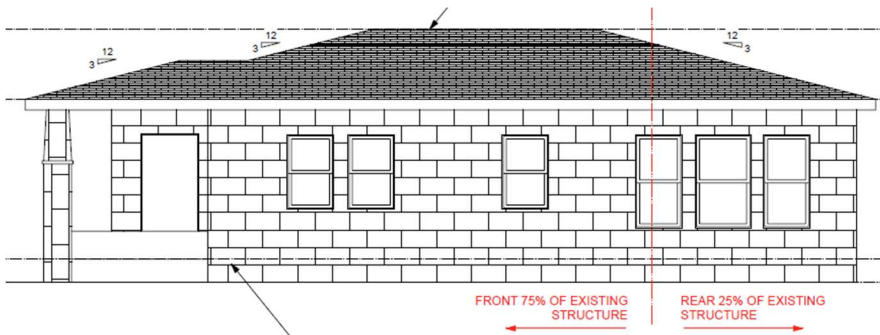 12
3
12
3
12
3
FRONT 75% OF EXISTING
STRUCTURE
REAR 25% OF EXISTING
STRUCTURE